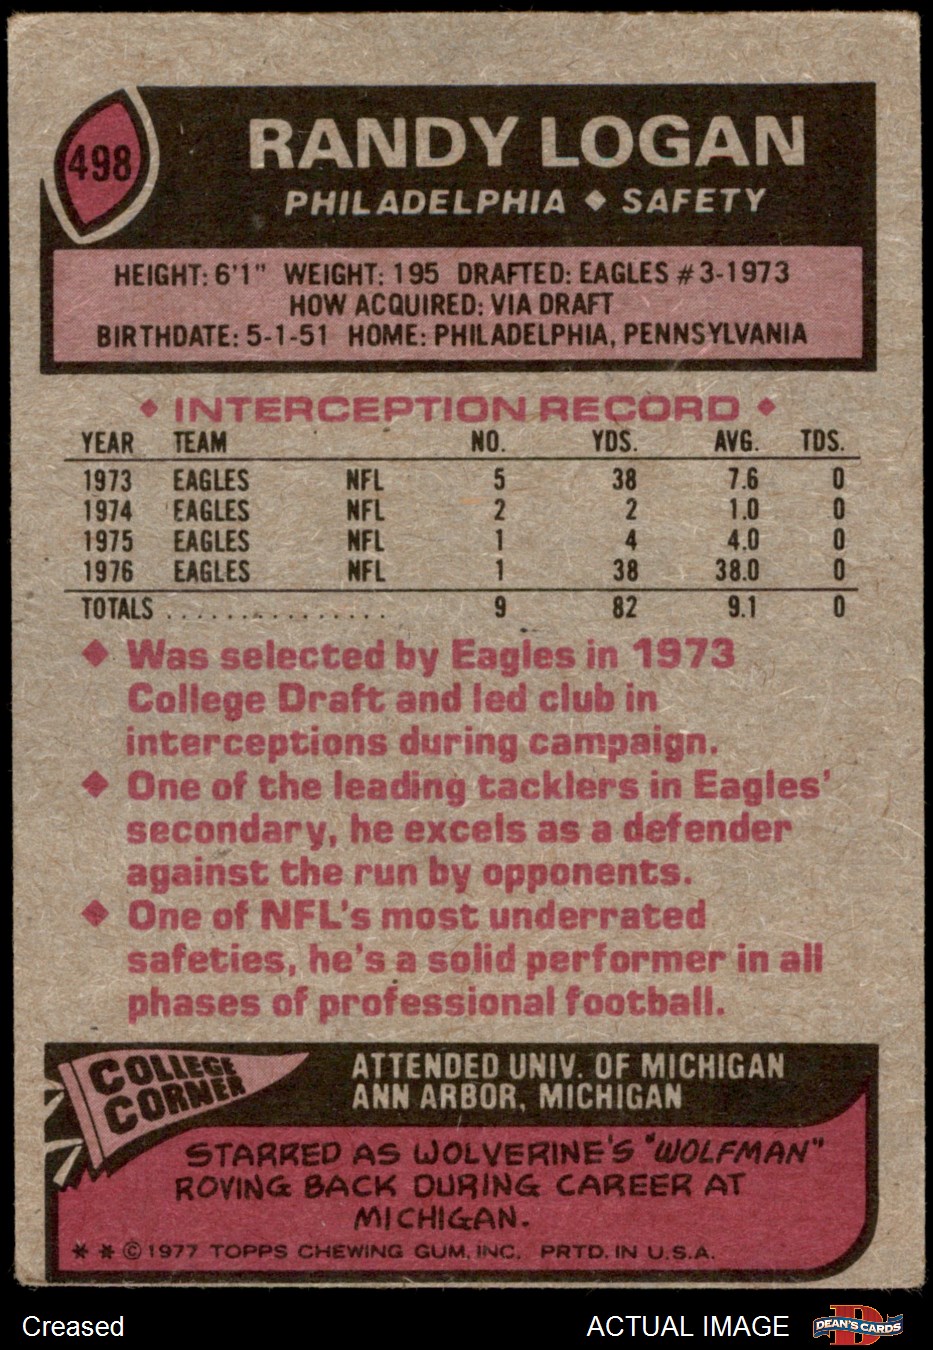 498
RANDY LOGAN
PHILADELPHIA ◆ SAFETY
HEIGHT: 6'1" WEIGHT: 195 DRAFTED: EAGLES #3-1973
HOW ACQUIRED: VIA DRAFT
BIRTHDATE: 5-1-51 HOME: PHILADELPHIA, PENNSYLVANIA
◆ INTERCEPTION RECORD ◆
YEAR TEAM NO. YDS. AVG. TDS.
1973 EAGLES NFL 5 38 7.6 0
1974 EAGLES NFL 2 2 1.0 0
1975 EAGLES NFL 1 4 4.0 0
1976 EAGLES NFL 1 38 38.0 0
TOTALS . . . . . . . . . . . . . . . 9 82 9.1 0
◆ Was selected by Eagles in 1973
College Draft and led club in
interceptions during campaign.
◆ One of the leading tacklers in Eagles'
secondary, he excels as a defender
against the run by opponents.
◆ One of NFL's most underrated
safeties, he's a solid performer in all
phases of professional football.
COLLEGE
CORNER
ATTENDED UNIV. OF MICHIGAN
ANN ARBOR, MICHIGAN
STARRED AS WOLVERINE'S "WOLFMAN"
ROVING BACK DURING CAREER AT
MICHIGAN.
* * © 1977 TOPPS CHEWING GUM, INC. PRTD. IN U.S.A.
Creased
ACTUAL IMAGE
D
DEAN'S CARDS